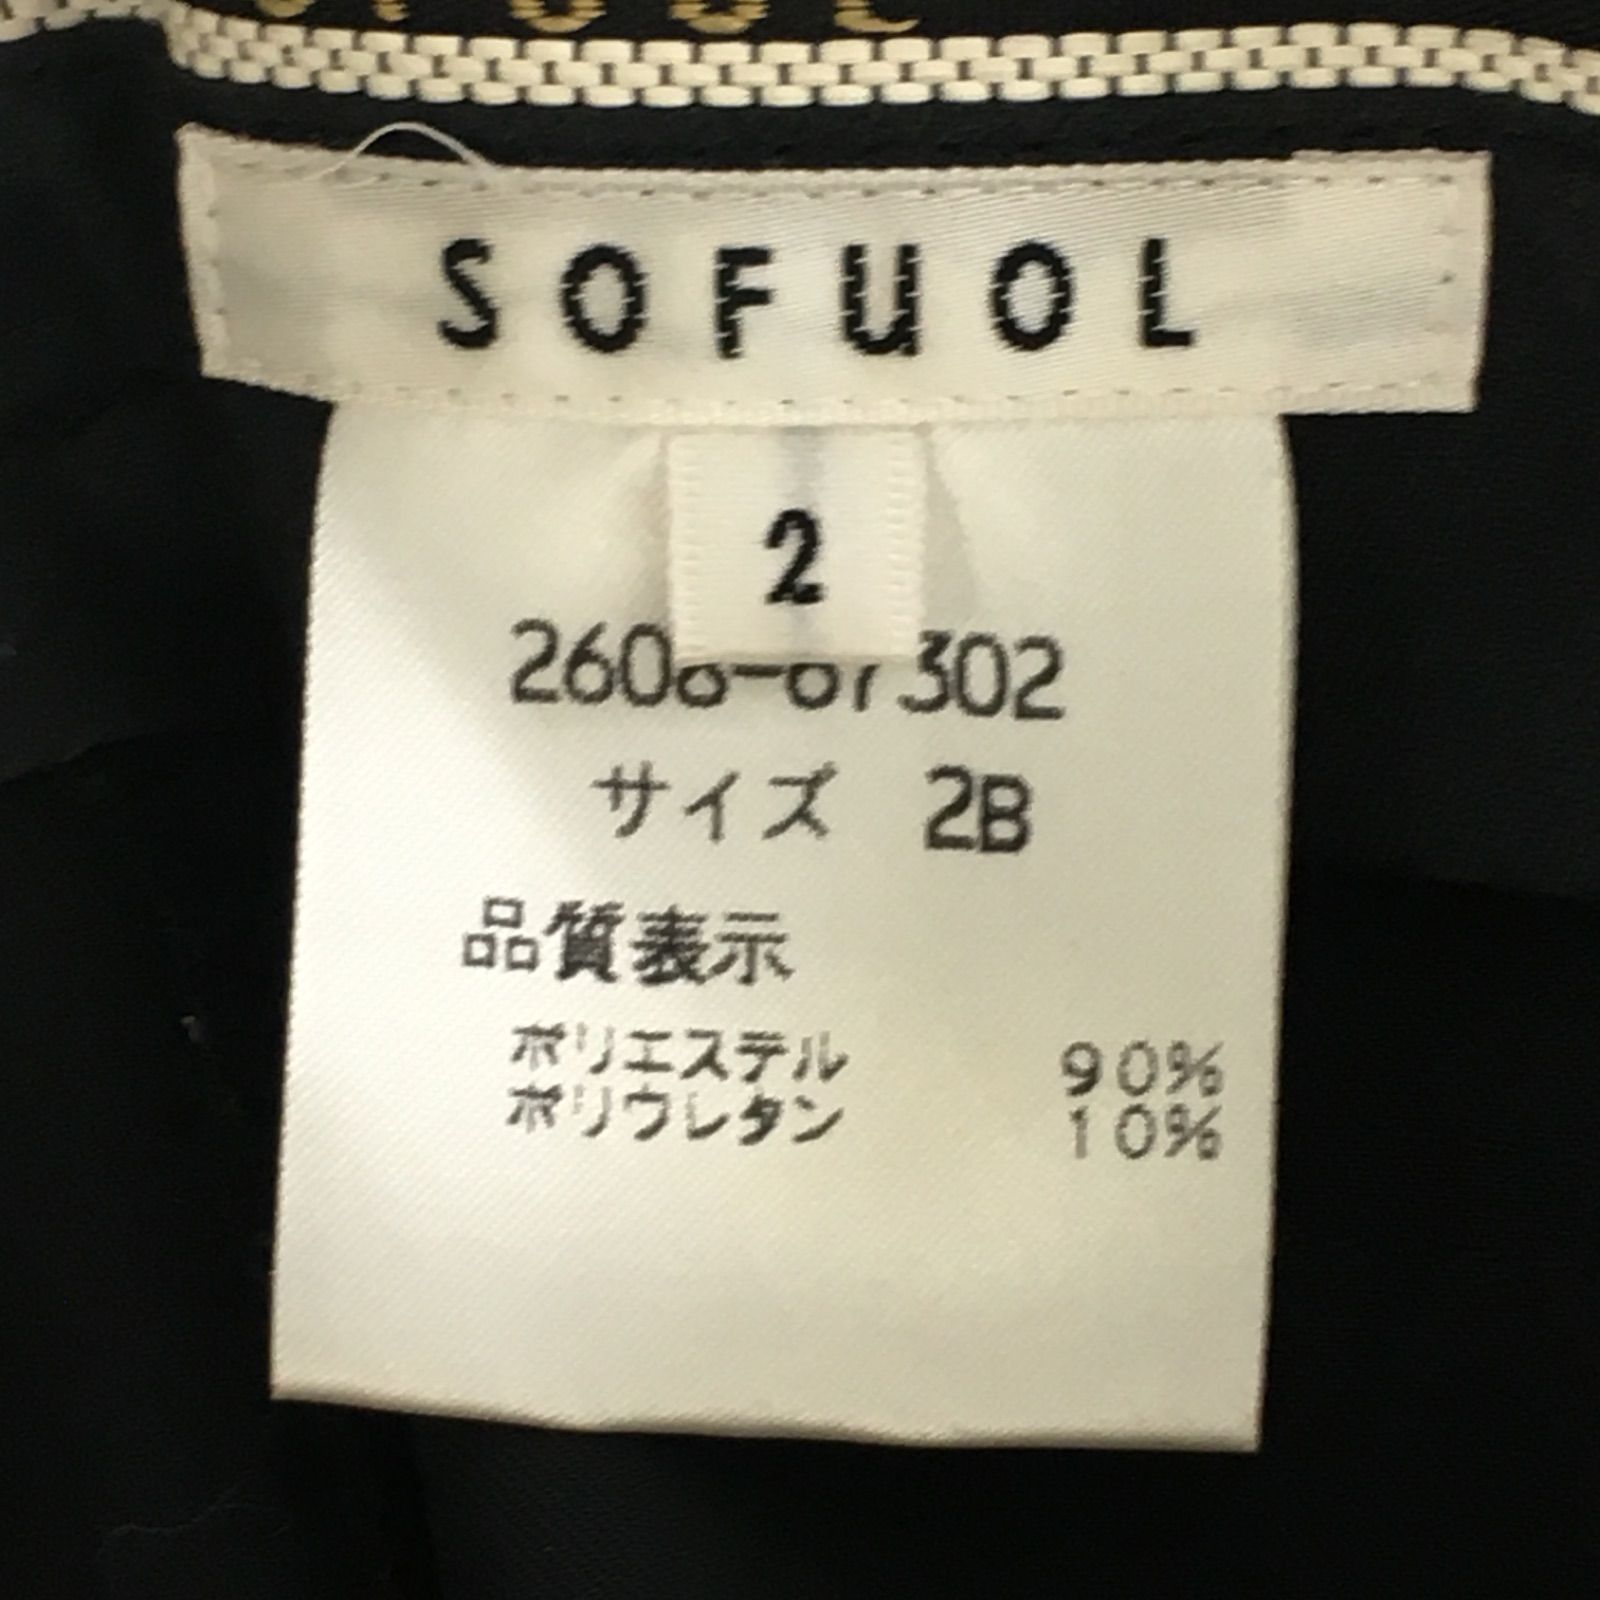 SOFUOL
2
サイズ 2B
品質表示
ポリエステル 90%
ポリウレタン 10%